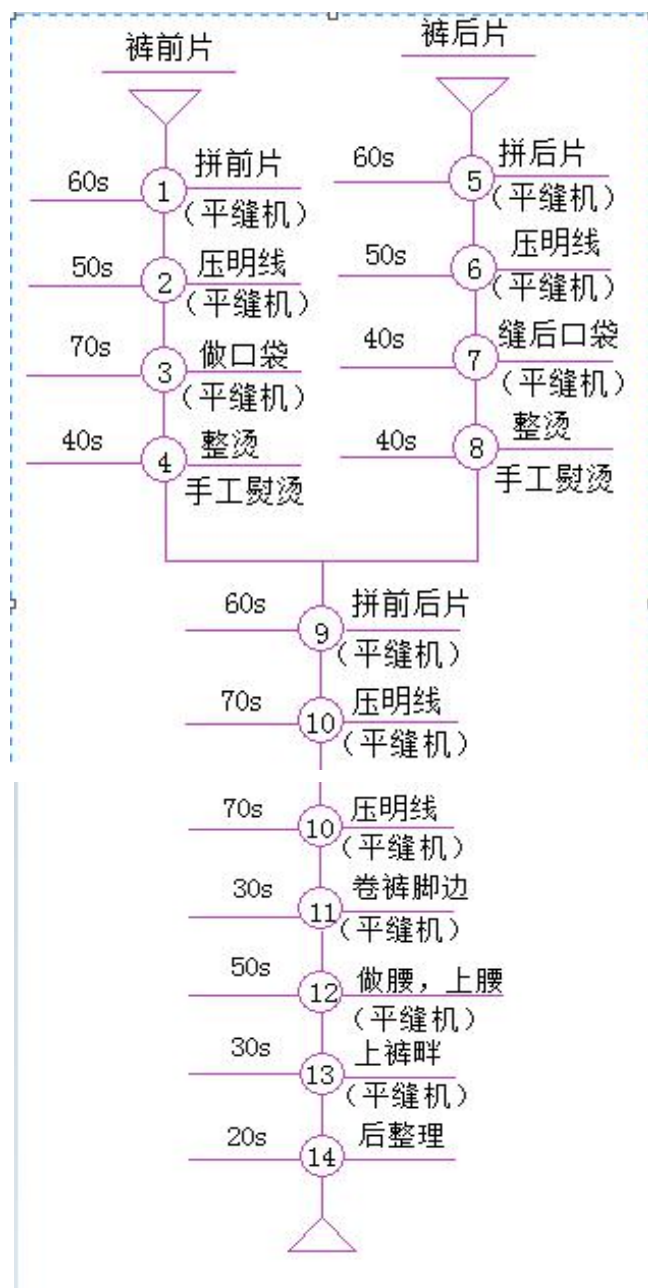 裤前片
60s
1
拼前片
（平缝机）
50s
2
压明线
（平缝机）
70s
3
做口袋
（平缝机）
40s
4
整烫
手工熨烫
裤后片
60s
5
拼后片
（平缝机）
50s
6
压明线
（平缝机）
40s
7
缝后口袋
（平缝机）
40s
8
整烫
手工熨烫
60s
9
拼前后片
（平缝机）
70s
10
压明线
（平缝机）
70s
10
压明线
（平缝机）
30s
11
卷裤脚边
（平缝机）
50s
12
做腰，上腰
（平缝机）
30s
13
上裤畔
（平缝机）
20s
14
后整理